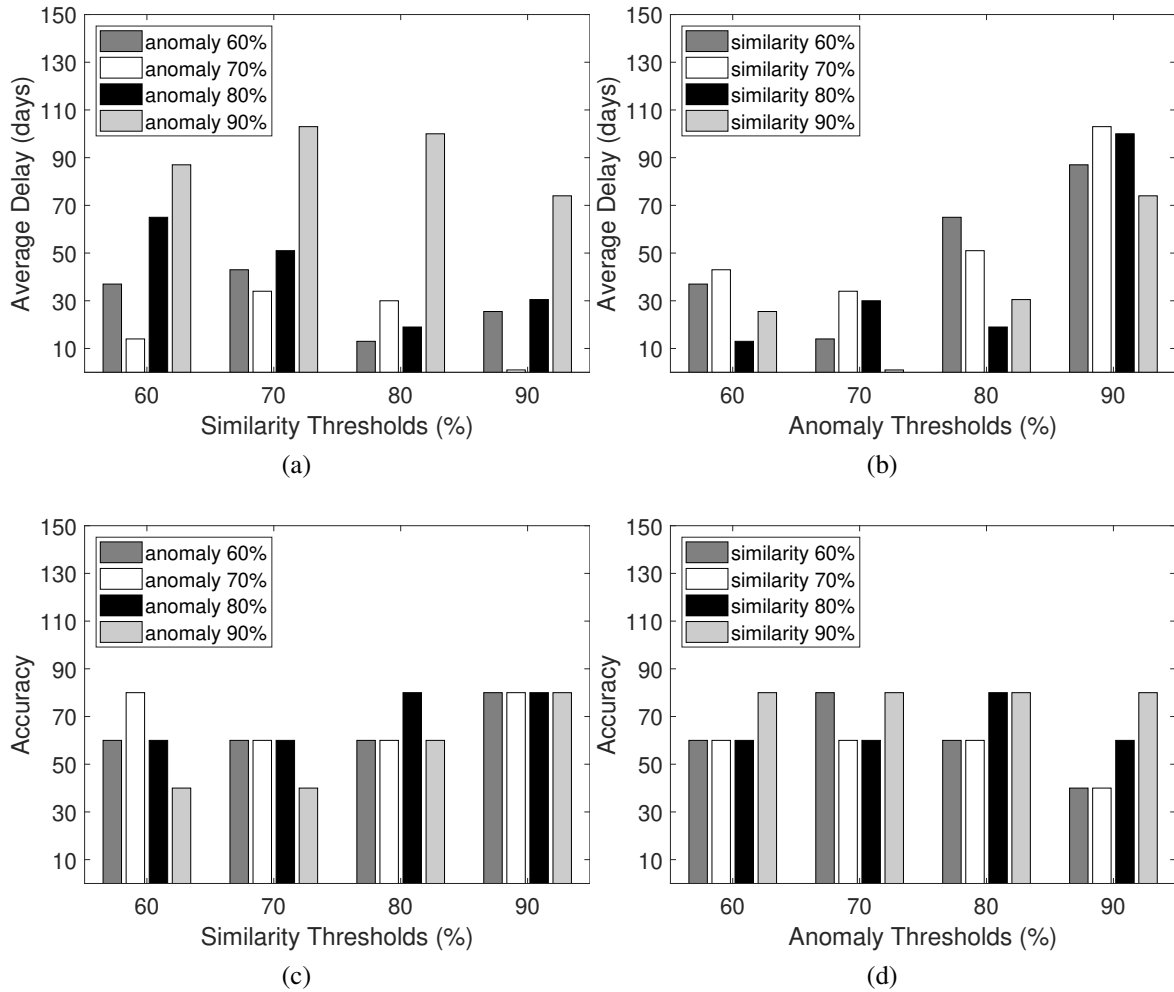 150
130
110
90
70
50
30
10
Average Delay (days)
anomaly 60%
anomaly 70%
anomaly 80%
anomaly 90%
60 70 80 90
Similarity Thresholds (%)
(a)
150
130
110
90
70
50
30
10
Average Delay (days)
similarity 60%
similarity 70%
similarity 80%
similarity 90%
60 70 80 90
Anomaly Thresholds (%)
(b)
150
130
110
90
70
50
30
10
Accuracy
anomaly 60%
anomaly 70%
anomaly 80%
anomaly 90%
60 70 80 90
Similarity Thresholds (%)
(c)
150
130
110
90
70
50
30
10
Accuracy
similarity 60%
similarity 70%
similarity 80%
similarity 90%
60 70 80 90
Anomaly Thresholds (%)
(d)